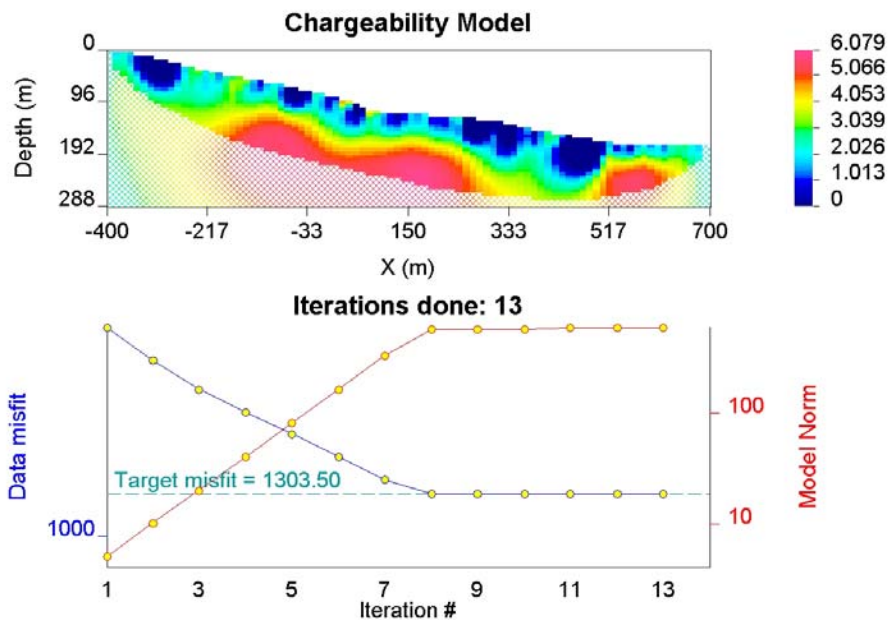 Chargeability Model
0
96
192
288
Depth (m)
-400 -217 -33 150 333 517 700
X (m)
6.079
5.066
4.053
3.039
2.026
1.013
0
Iterations done: 13
Data misfit
1000
Target misfit = 1303.50
100
10
Model Norm
1 3 5 7 9 11 13
Iteration #